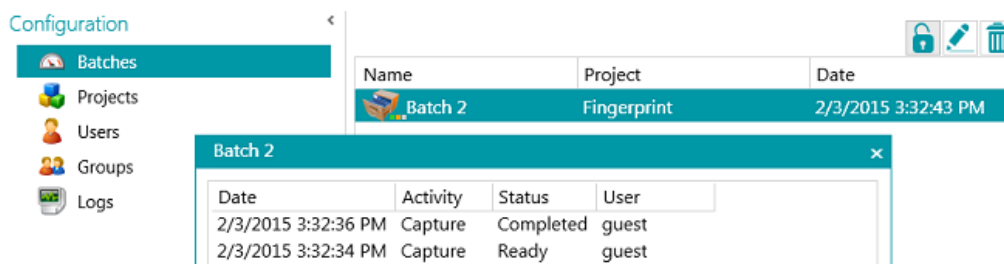 Configuration
Batches
Projects
Users
Groups
Logs
Name Project Date
Batch 2 Fingerprint 2/3/2015 3:32:43 PM
Batch 2
Date Activity Status User
2/3/2015 3:32:36 PM Capture Completed guest
2/3/2015 3:32:34 PM Capture Ready guest